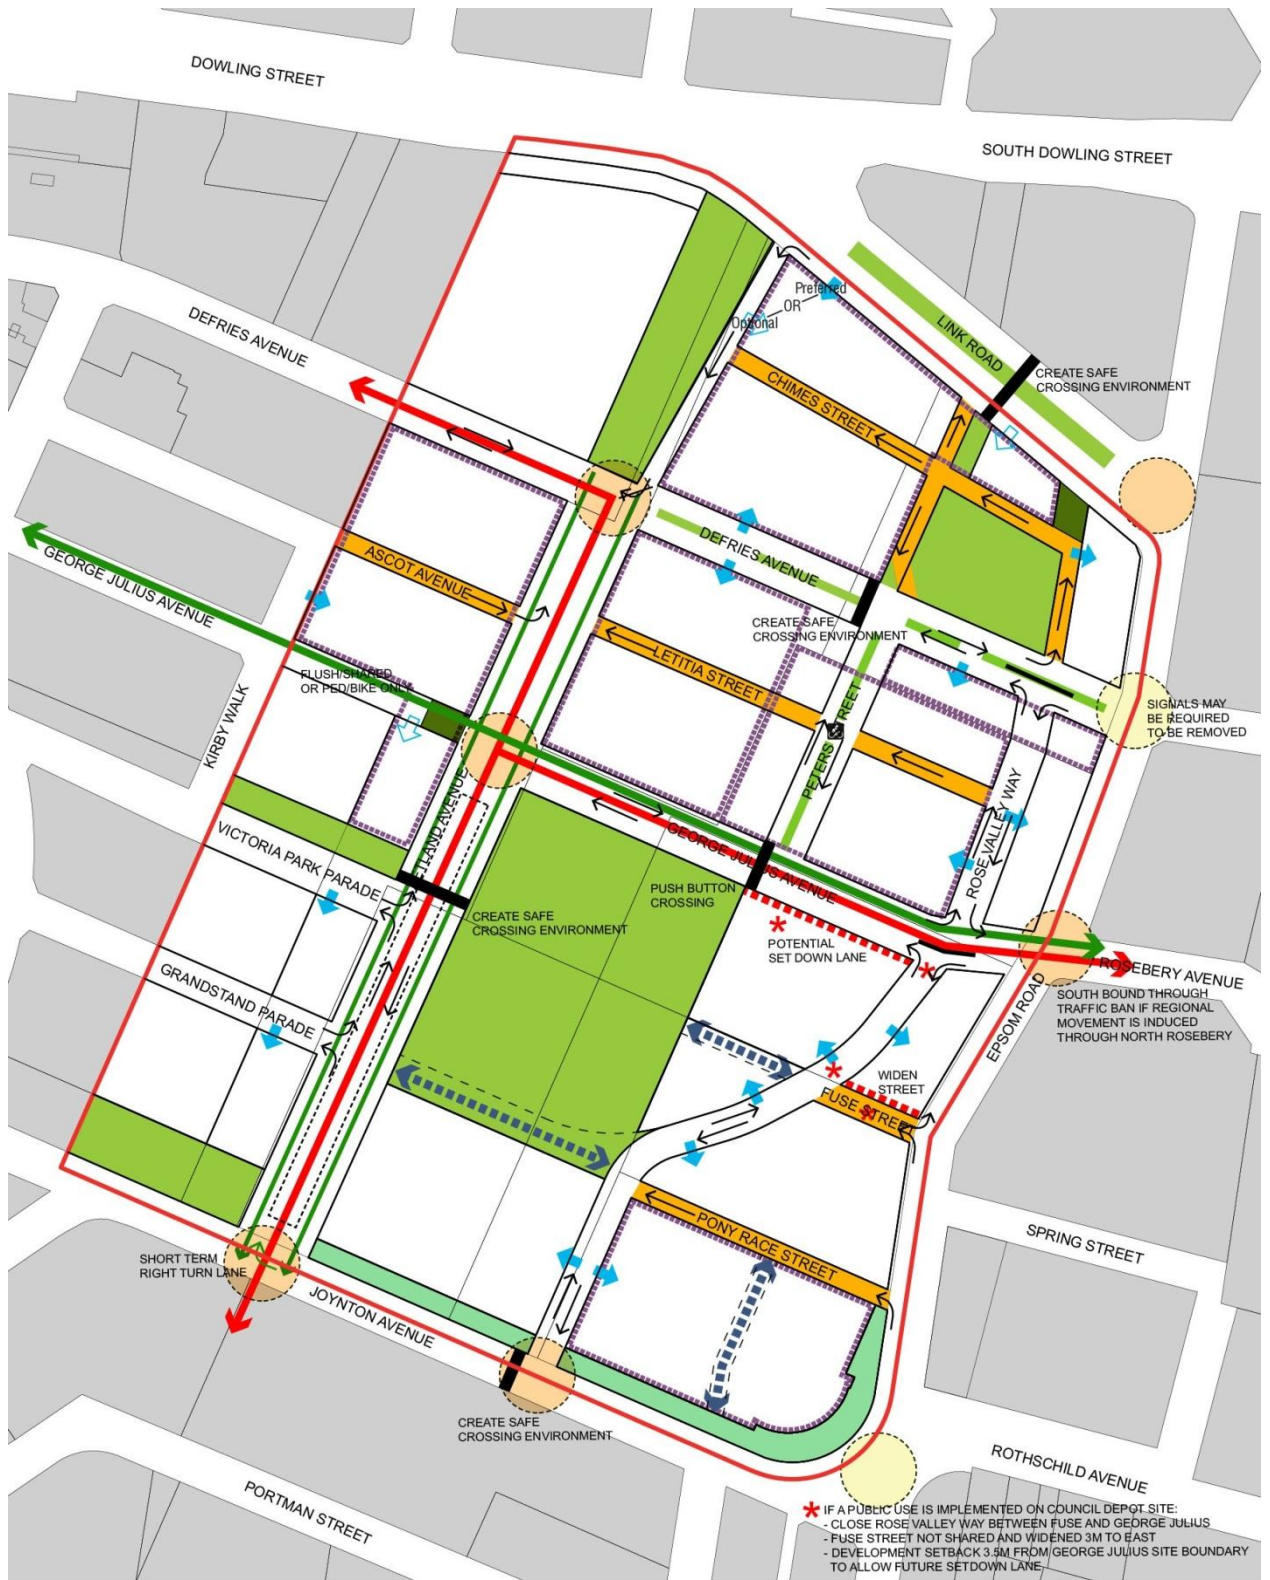 DOWLING STREET
SOUTH DOWLING STREET
Preferred
OR
Optional
LINK ROAD
CREATE SAFE
CROSSING ENVIRONMENT
DEFRIES AVENUE
CHIMES STREET
DEFRIES AVENUE
ASCOT AVENUE
GEORGE JULIUS AVENUE
CREATE SAFE
CROSSING ENVIRONMENT
LETITIA STREET
FLUSH/SHARED
OR PED/BIKE ONLY
KIRBY WALK
PETERS STREET
SIGNALS MAY
BE REQUIRED
TO BE REMOVED
ROSE VALLEY WAY
TLAND AVENUE
VICTORIA PARK PARADE
GEORGE JULIUS AVENUE
PUSH BUTTON
CROSSING
CREATE SAFE
CROSSING ENVIRONMENT
POTENTIAL
SET DOWN LANE
ROSEBERY AVENUE
GRANDSTAND PARADE
EPSOM ROAD
SOUTH BOUND THROUGH
TRAFFIC BAN IF REGIONAL
MOVEMENT IS INDUCED
THROUGH NORTH ROSEBERY
WIDEN
STREET
FUSE STREET
PONY RACE STREET
SPRING STREET
SHORT TERM
RIGHT TURN LANE
JOYNTON AVENUE
CREATE SAFE
CROSSING ENVIRONMENT
PORTMAN STREET
ROTHSCHILD AVENUE
* IF A PUBLIC USE IS IMPLEMENTED ON COUNCIL DEPOT SITE:
- CLOSE ROSE VALLEY WAY BETWEEN FUSE AND GEORGE JULIUS
- FUSE STREET NOT SHARED AND WIDENED 3M TO EAST
- DEVELOPMENT SETBACK 3.5M FROM GEORGE JULIUS SITE BOUNDARY
TO ALLOW FUTURE SETDOWN LANE